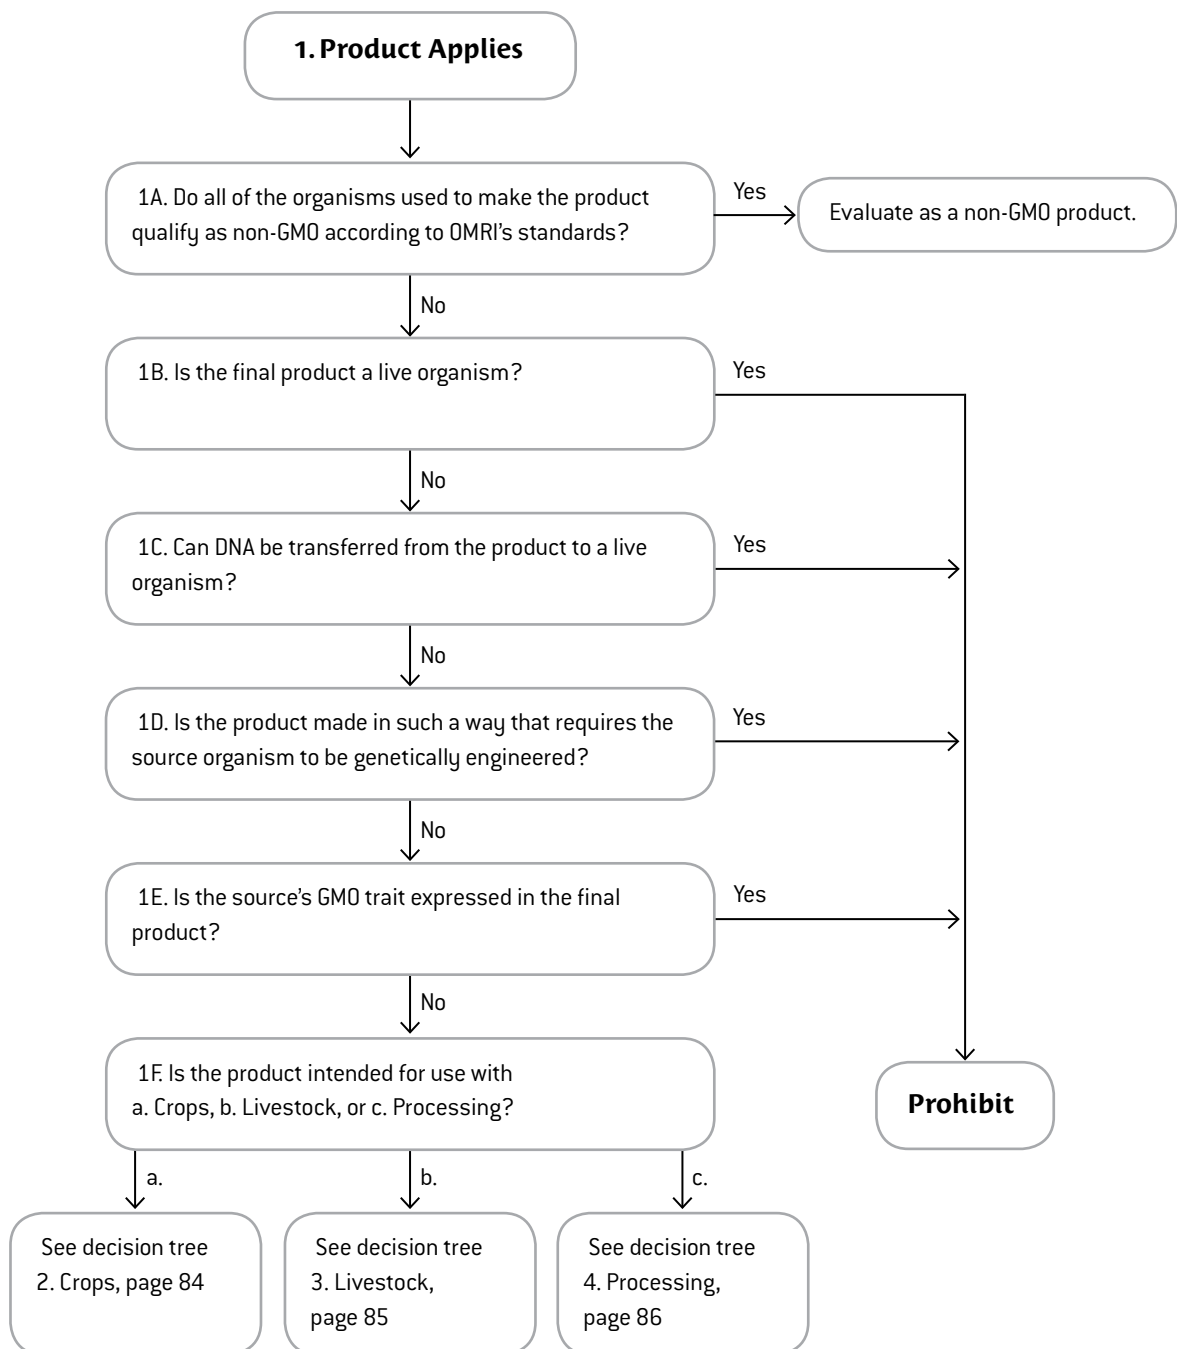 1. Product Applies
1A. Do all of the organisms used to make the product
qualify as non-GMO according to OMRI's standards?
Yes
Evaluate as a non-GMO product.
No
1B. Is the final product a live organism?
Yes
No
1C. Can DNA be transferred from the product to a live
organism?
Yes
No
1D. Is the product made in such a way that requires the
source organism to be genetically engineered?
Yes
No
1E. Is the source's GMO trait expressed in the final
product?
Yes
No
1F. Is the product intended for use with
a. Crops, b. Livestock, or c. Processing?
Prohibit
a.
b.
c.
See decision tree
2. Crops, page 84
See decision tree
3. Livestock,
page 85
See decision tree
4. Processing,
page 86